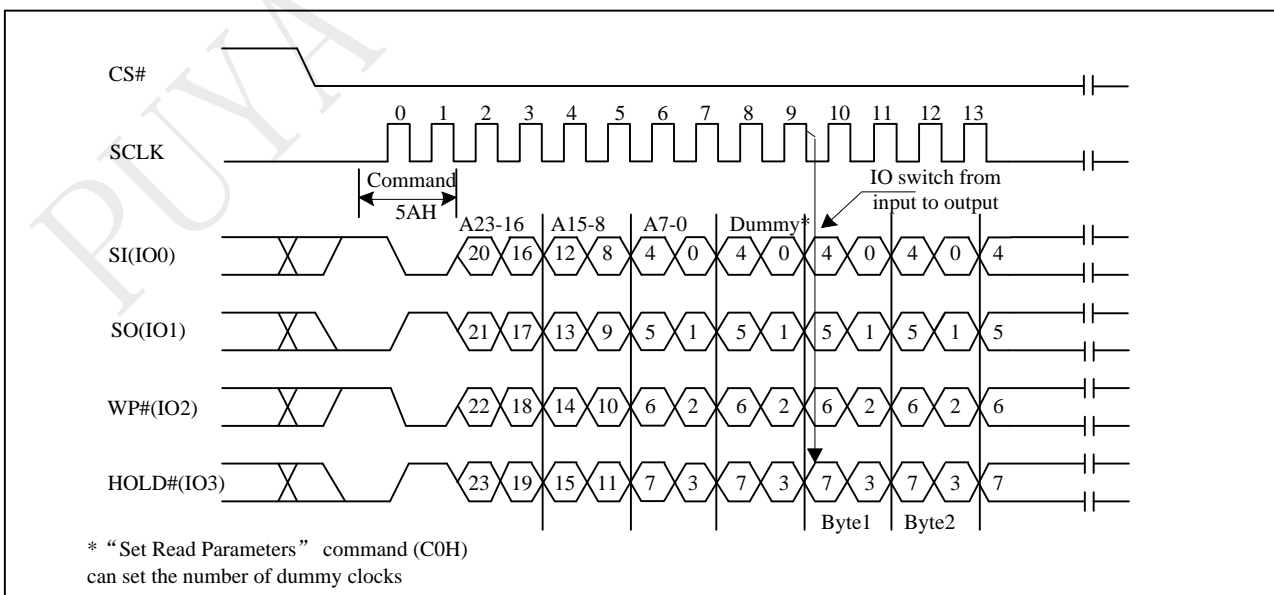 PUYA
CS#
0 1 2 3 4 5 6 7 8 9 10 11 12 13
SCLK
Command
5AH
IO switch from
input to output
A23-16 A15-8 A7-0 Dummy*
SI(IO0) 20 16 12 8 4 0 4 0 4 0 4 0 4
SO(IO1) 21 17 13 9 5 1 5 1 5 1 5 1 5
WP#(IO2) 22 18 14 10 6 2 6 2 6 2 6 2 6
HOLD#(IO3) 23 19 15 11 7 3 7 3 7 3 7 3 7
Byte1 Byte2
* “Set Read Parameters” command (C0H)
can set the number of dummy clocks